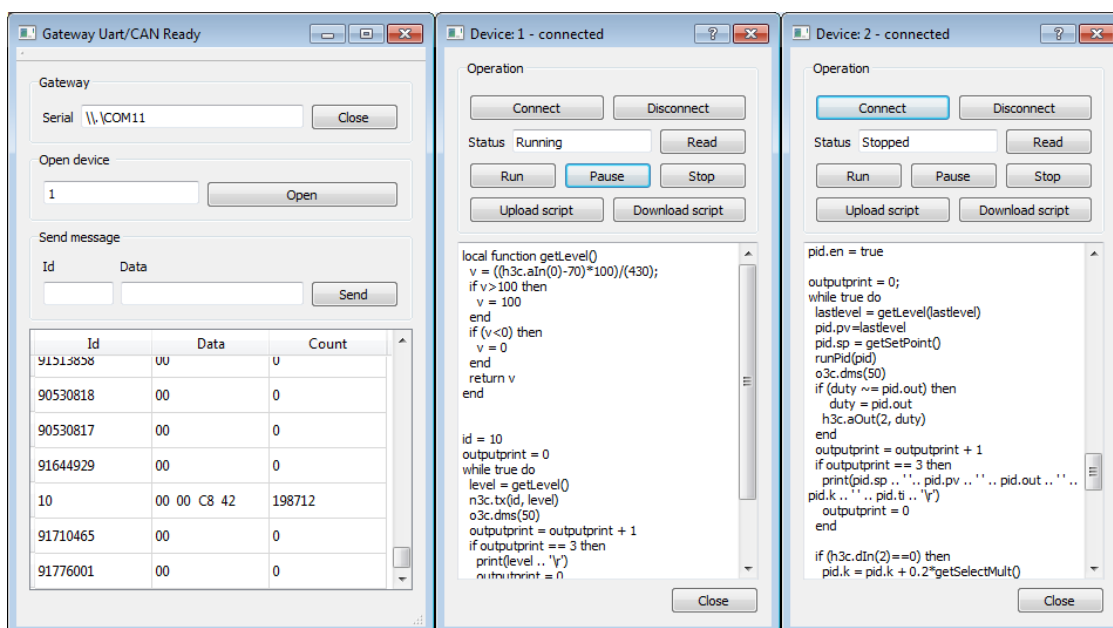 Gateway Uart/CAN Ready
Gateway
Serial \\.\COM11 Close
Open device
1 Open
Send message
Id Data
Send
Id Data Count
91513858 00 0
90530818 00 0
90530817 00 0
91644929 00 0
10 00 00 C8 42 198712
91710465 00 0
91776001 00 0
Device: 1 - connected
Operation
Connect Disconnect
Status Running Read
Run Pause Stop
Upload script Download script
local function getLevel()
v = ((h3c.aIn(0)-70)*100)/(430);
if v>100 then
v = 100
end
if (v<0) then
v = 0
end
return v
end
id = 10
outputprint = 0
while true do
level = getLevel()
n3c.tx(id, level)
o3c.dms(50)
outputprint = outputprint + 1
if outputprint == 3 then
print(level .. '\r')
outputprint = 0
Close
Device: 2 - connected
Operation
Connect Disconnect
Status Stopped Read
Run Pause Stop
Upload script Download script
pid.en = true
outputprint = 0;
while true do
lastlevel = getLevel(lastlevel)
pid.pv=lastlevel
pid.sp = getSetPoint()
runPid(pid)
o3c.dms(50)
if (duty ~= pid.out) then
duty = pid.out
h3c.aOut(2, duty)
end
outputprint = outputprint + 1
if outputprint == 3 then
print(pid.sp .. ' '.. pid.pv .. ' ' .. pid.out .. ' ' ..
pid.k .. ' ' .. pid.ti .. '\r')
outputprint = 0
end
if (h3c.dIn(2)==0) then
pid.k = pid.k + 0.2*getSelectMult()
Close